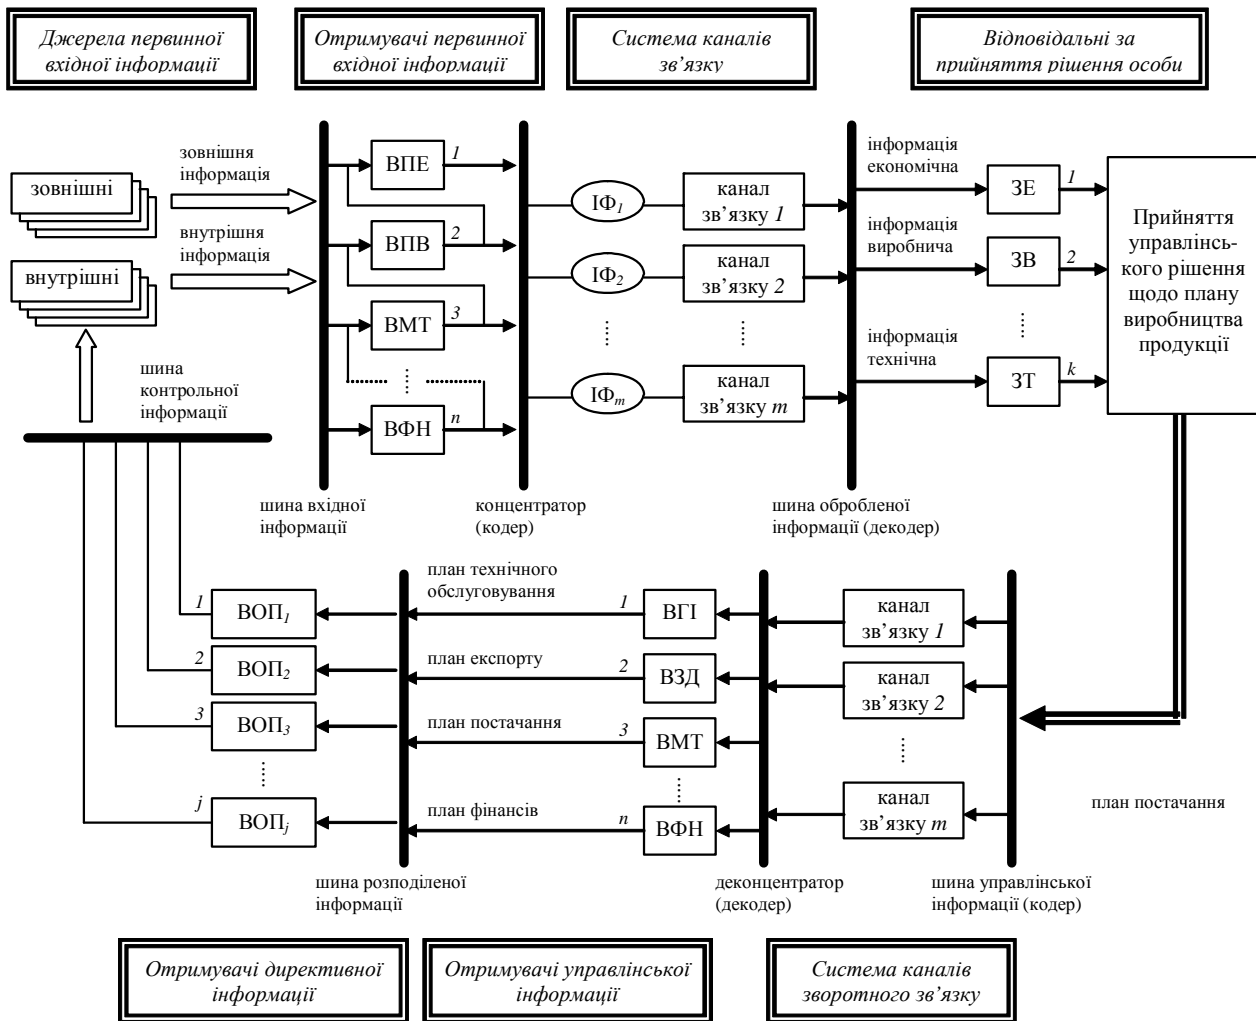 Джерела первинної
вхідної інформації
Отримувачі первинної
вхідної інформації
Система каналів
зв’язку
Відповідальні за
прийняття рішення особи
зовнішні
внутрішні
зовнішня
інформація
внутрішня
інформація
шина
контрольної
інформації
ВПЕ
1
ВПВ
2
ВМТ
3
ВФН
n
шина вхідної
інформації
концентратор
(кодер)
ІФ1
ІФ2
ІФm
канал
зв’язку 1
канал
зв’язку 2
канал
зв’язку m
шина обробленої
інформації (декодер)
інформація
економічна
інформація
виробнича
інформація
технічна
ЗЕ
1
ЗВ
2
ЗТ
k
Прийняття
управлінсь-
кого рішення
щодо плану
виробництва
продукції
1
ВОП1
2
ВОП2
3
ВОП3
j
ВОПj
план технічного
обслуговування
план експорту
план постачання
план фінансів
1
ВГІ
2
ВЗД
3
ВМТ
n
ВФН
канал
зв’язку 1
канал
зв’язку 2
канал
зв’язку m
план постачання
шина розподіленої
інформації
деконцентратор
(декодер)
шина управлінської
інформації (кодер)
Отримувачі директивної
інформації
Отримувачі управлінської
інформації
Система каналів
зворотного зв’язку